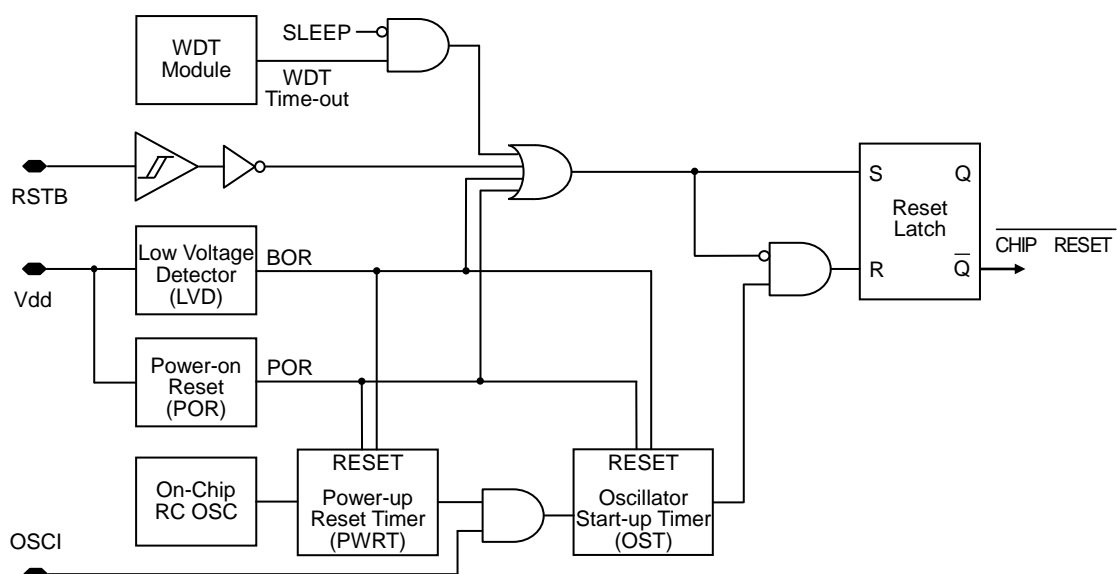 SLEEP
WDT
Module
WDT
Time-out
RSTB
S
Q
Reset
Latch
R
Q
CHIP RESET
Low Voltage
Detector
(LVD)
BOR
Vdd
Power-on
Reset
(POR)
POR
RESET
Power-up
Reset Timer
(PWRT)
RESET
Oscillator
Start-up Timer
(OST)
On-Chip
RC OSC
OSCI